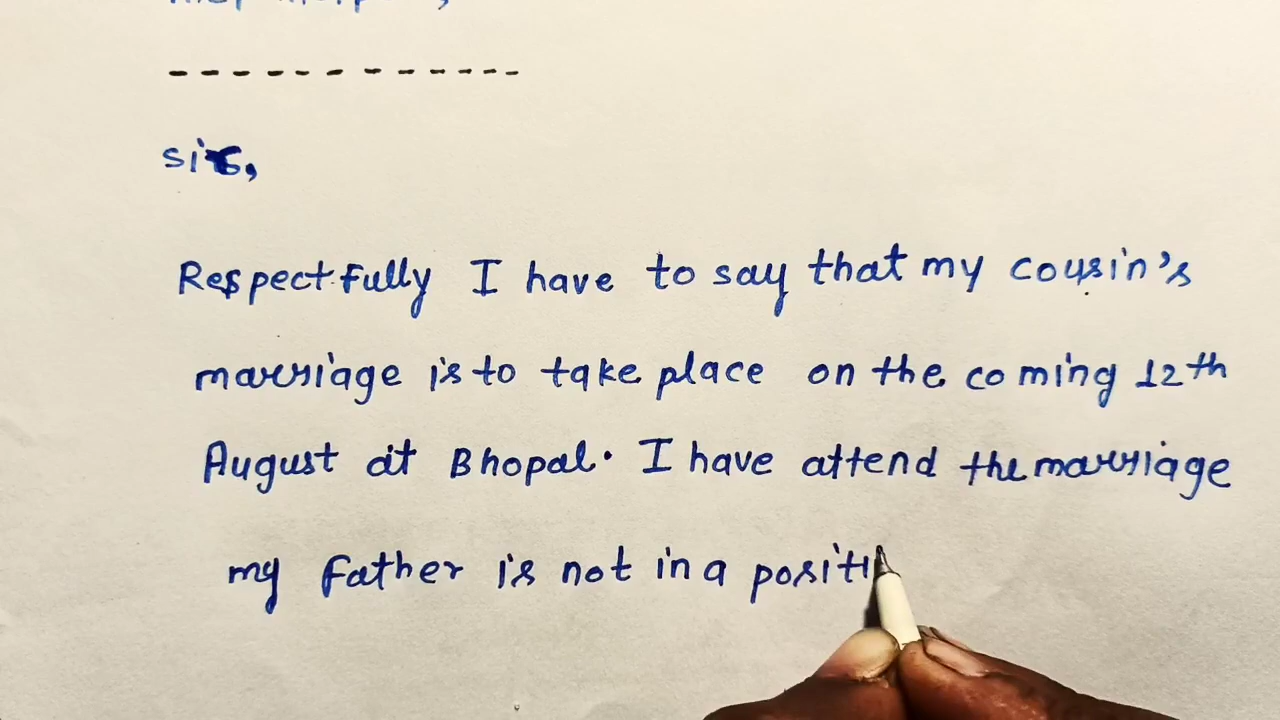 sir,
Respectfully I have to say that my cousin's
marriage is to take place on the coming 12th
August at Bhopal. I have attend the marriage
my father is not in a positi